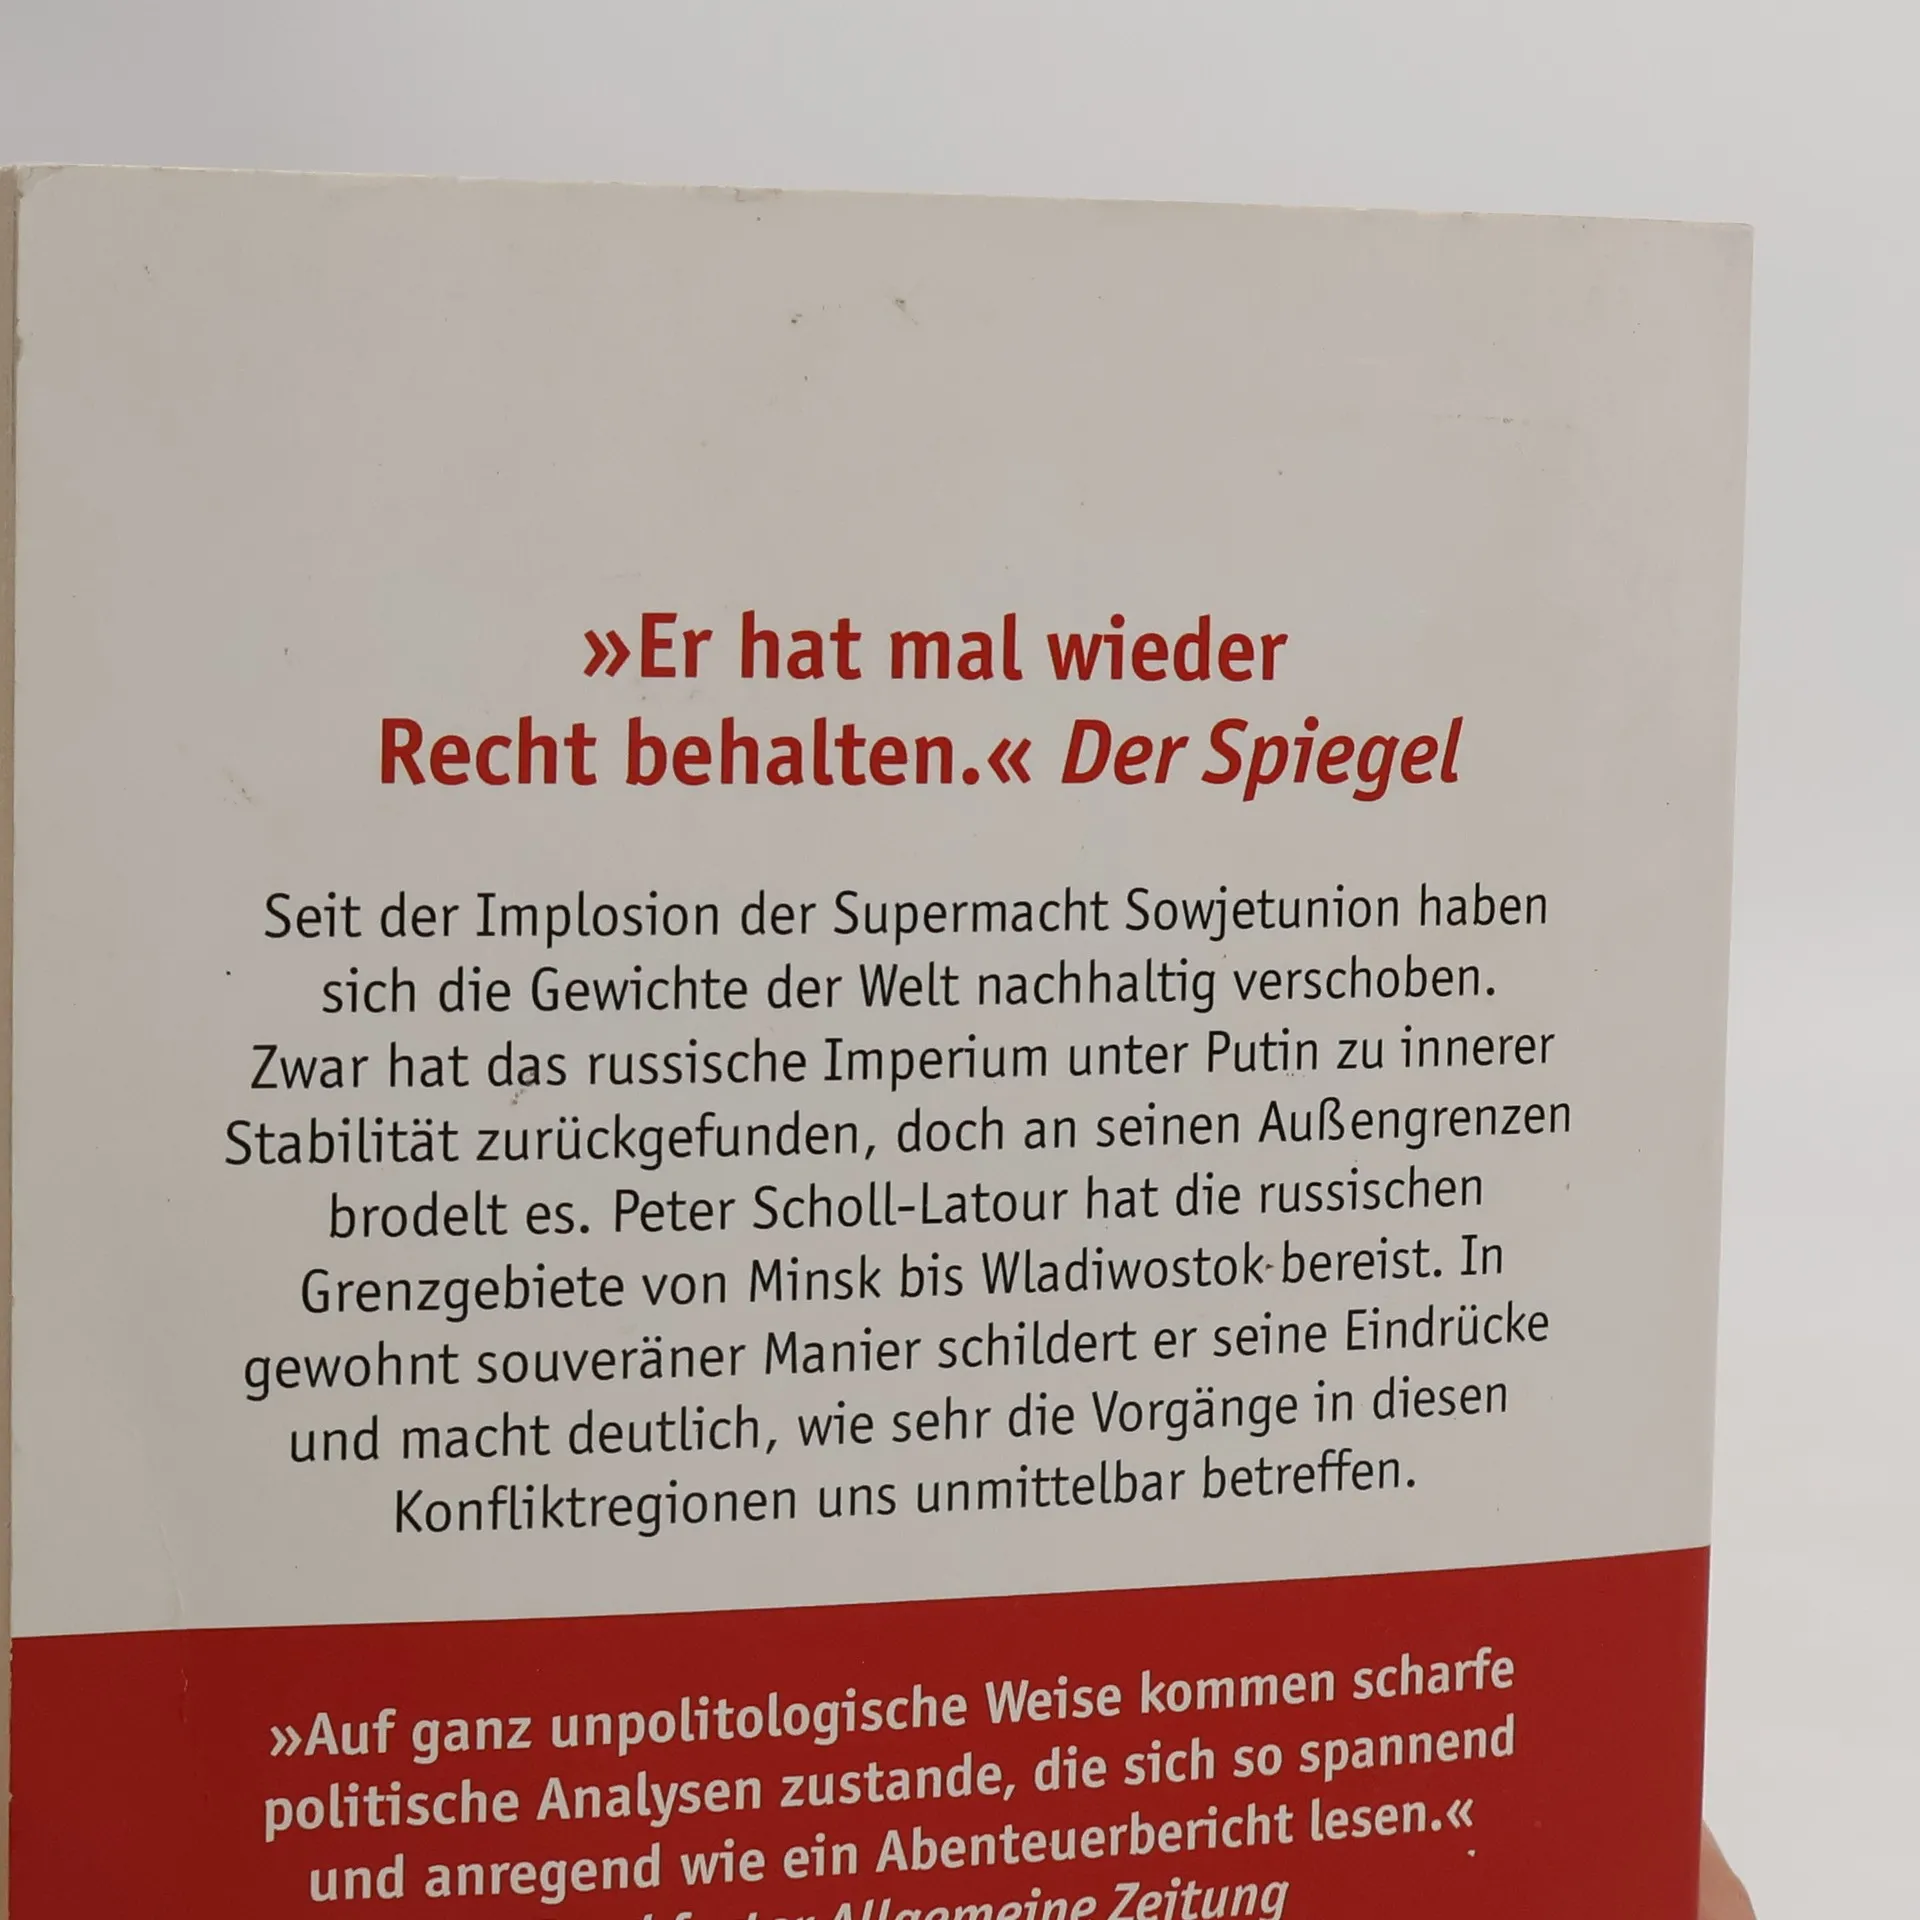 »Er hat mal wieder
Recht behalten.« Der Spiegel
Seit der Implosion der Supermacht Sowjetunion haben
sich die Gewichte der Welt nachhaltig verschoben.
Zwar hat das russische Imperium unter Putin zu innerer
Stabilität zurückgefunden, doch an seinen Außengrenzen
brodelt es. Peter Scholl-Latour hat die russischen
Grenzgebiete von Minsk bis Wladiwostok bereist. In
gewohnt souveräner Manier schildert er seine Eindrücke
und macht deutlich, wie sehr die Vorgänge in diesen
Konfliktregionen uns unmittelbar betreffen.
»Auf ganz unpolitologische Weise kommen scharfe
politische Analysen zustande, die sich so spannend
und anregend wie ein Abenteuerbericht lesen.«
Allgemeine Zeitung